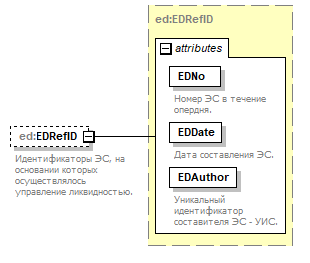 ed:EDRefID
attributes
EDNo
Номер ЭС в течение
опердня.
ed:EDRefID
EDDate
Идентификаторы ЭС, на
основании которых
осуществлялось
управление ликвидностью.
Дата составления ЭС.
EDAuthor
Уникальный
идентификатор
составителя ЭС - УИС.